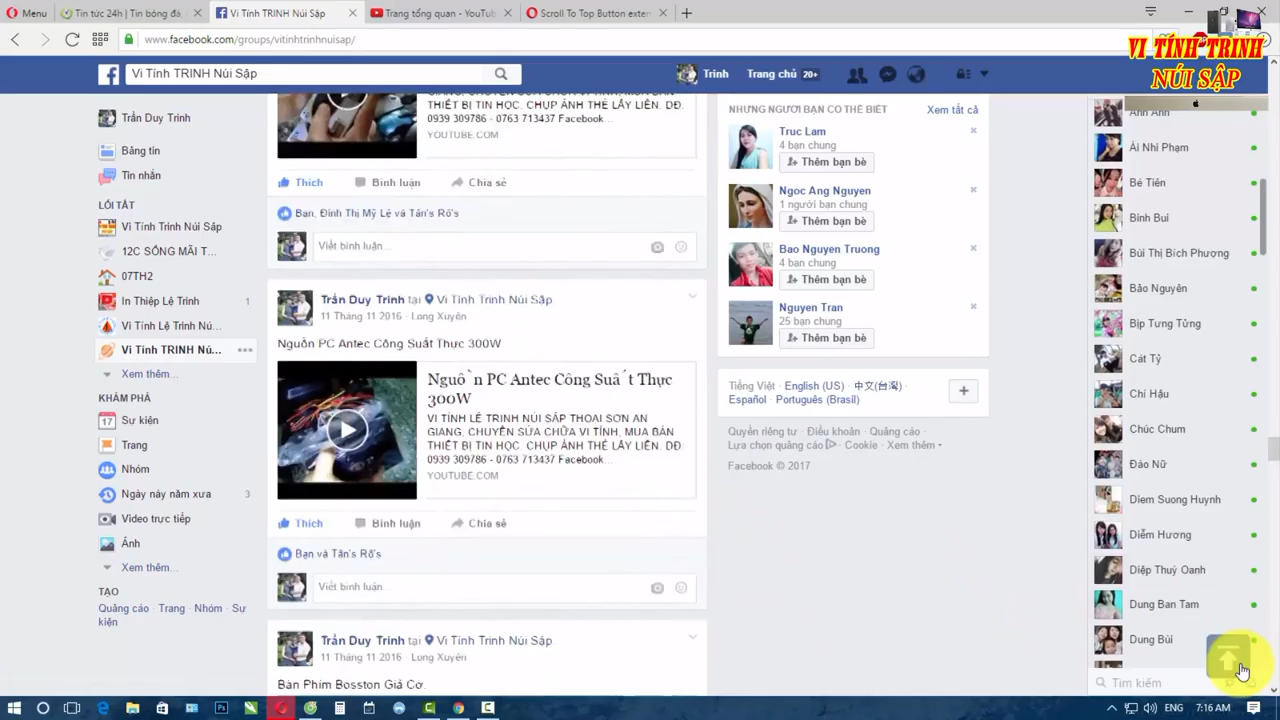 Menu
Tin tức 24h | Tin bóng đá,
Vi Tính TRINH Núi Sập
Trang tổng quan - YouTub
Scroll To Top Button exten
www.facebook.com/groups/vitinhtrinhnuisap/
VI TÍNH TRINH
NÚI SẬP
Vi Tính TRINH Núi Sập
Trinh
Trang chủ 20+
Trần Duy Trinh
Bảng tin
Tin nhắn
LỐI TẮT
Vi Tính TRINH Núi Sập
12C SỐNG MÃI T...
07TH2
In Thiệp Lệ Trinh 1
Vi Tính Lệ Trinh Nú...
Vi Tính TRINH Nú...
Xem thêm...
KHÁM PHÁ
17 Sự kiện
Trang
Nhóm
Ngày này năm xưa 3
Video trực tiếp
Ảnh
Xem thêm...
TẠO
Quảng cáo · Trang · Nhóm · Sự
kiện
THIẾT BỊ TIN HỌC. CHỤP ẢNH THẺ LẤY LIỀN. DĐ.
0939 309786 - 0763 713437 Facebook...
YOUTUBE.COM
Thích Bình luận Chia sẻ
Bạn, Đinh Thị Mỹ Lệ và Tân's Rô's
Viết bình luận...
Trần Duy Trinh tại Vi Tính Trinh Núi Sập
11 Tháng 11 2016 · Long Xuyên
Nguồn PC Antec Công Suất Thực 300W
Nguồn PC Antec Công Suất Thực
300W
VI TÍNH LỆ TRINH NÚI SẬP THOẠI SƠN AN
GIANG, CHUYÊN SỬA CHỮA VI TÍNH, MUA BÁN
THIẾT BỊ TIN HỌC. CHỤP ẢNH THẺ LẤY LIỀN. DĐ
0939 309786 - 0763 713437 Facebook...
YOUTUBE.COM
Thích Bình luận Chia sẻ
Bạn và Tân's Rô's
Viết bình luận...
Trần Duy Trinh tại Vi Tính Trinh Núi Sập
11 Tháng 11 2016 · Long Xuyên
Bàn Phím Bosston Giả Cơ
NHỮNG NGƯỜI BẠN CÓ THỂ BIẾT Xem tất cả
Truc Lam
4 bạn chung
Thêm bạn bè
Ngoc Ang Nguyen
1 người bạn chung
Thêm bạn bè
Bao Nguyen Truong
4 bạn chung
Thêm bạn bè
Nguyen Tran
25 bạn chung
Thêm bạn bè
Tiếng Việt · English (US) · 中文(台灣) ·
Español · Português (Brasil)
Quyền riêng tư · Điều khoản · Quảng cáo ·
Lựa chọn quảng cáo · Cookie · Xem thêm
Facebook © 2017
Anh Anh
Ái Nhi Phạm
Bé Tiên
Binh Bui
Bùi Thị Bích Phượng
Bảo Nguyên
Bịp Tưng Tửng
Cát Tỷ
Chí Hậu
Chúc Chum
Đảo Nữ
Diem Suong Huynh
Diễm Hương
Diệp Thuý Oanh
Dung Ban Tam
Dung Bùi
Tìm kiếm
ENG 7:16 AM